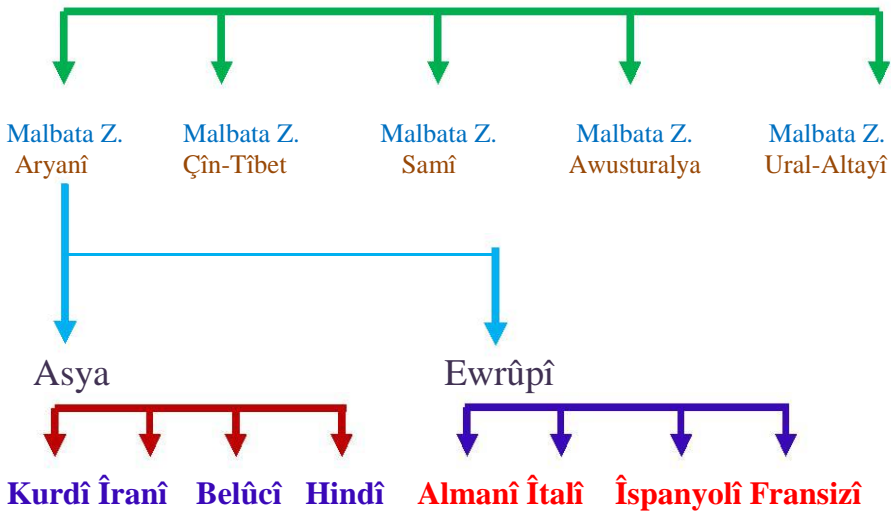 Malbata Z. Malbata Z. Malbata Z. Malbata Z. Malbata Z.
Aryanî Çîn-Tîbet Samî Awusturalya Ural-Altayî
Asya Ewrûpî
Kurdî Îranî Belûcî Hindî Almanî Îtalî Îspanyolî Fransizî